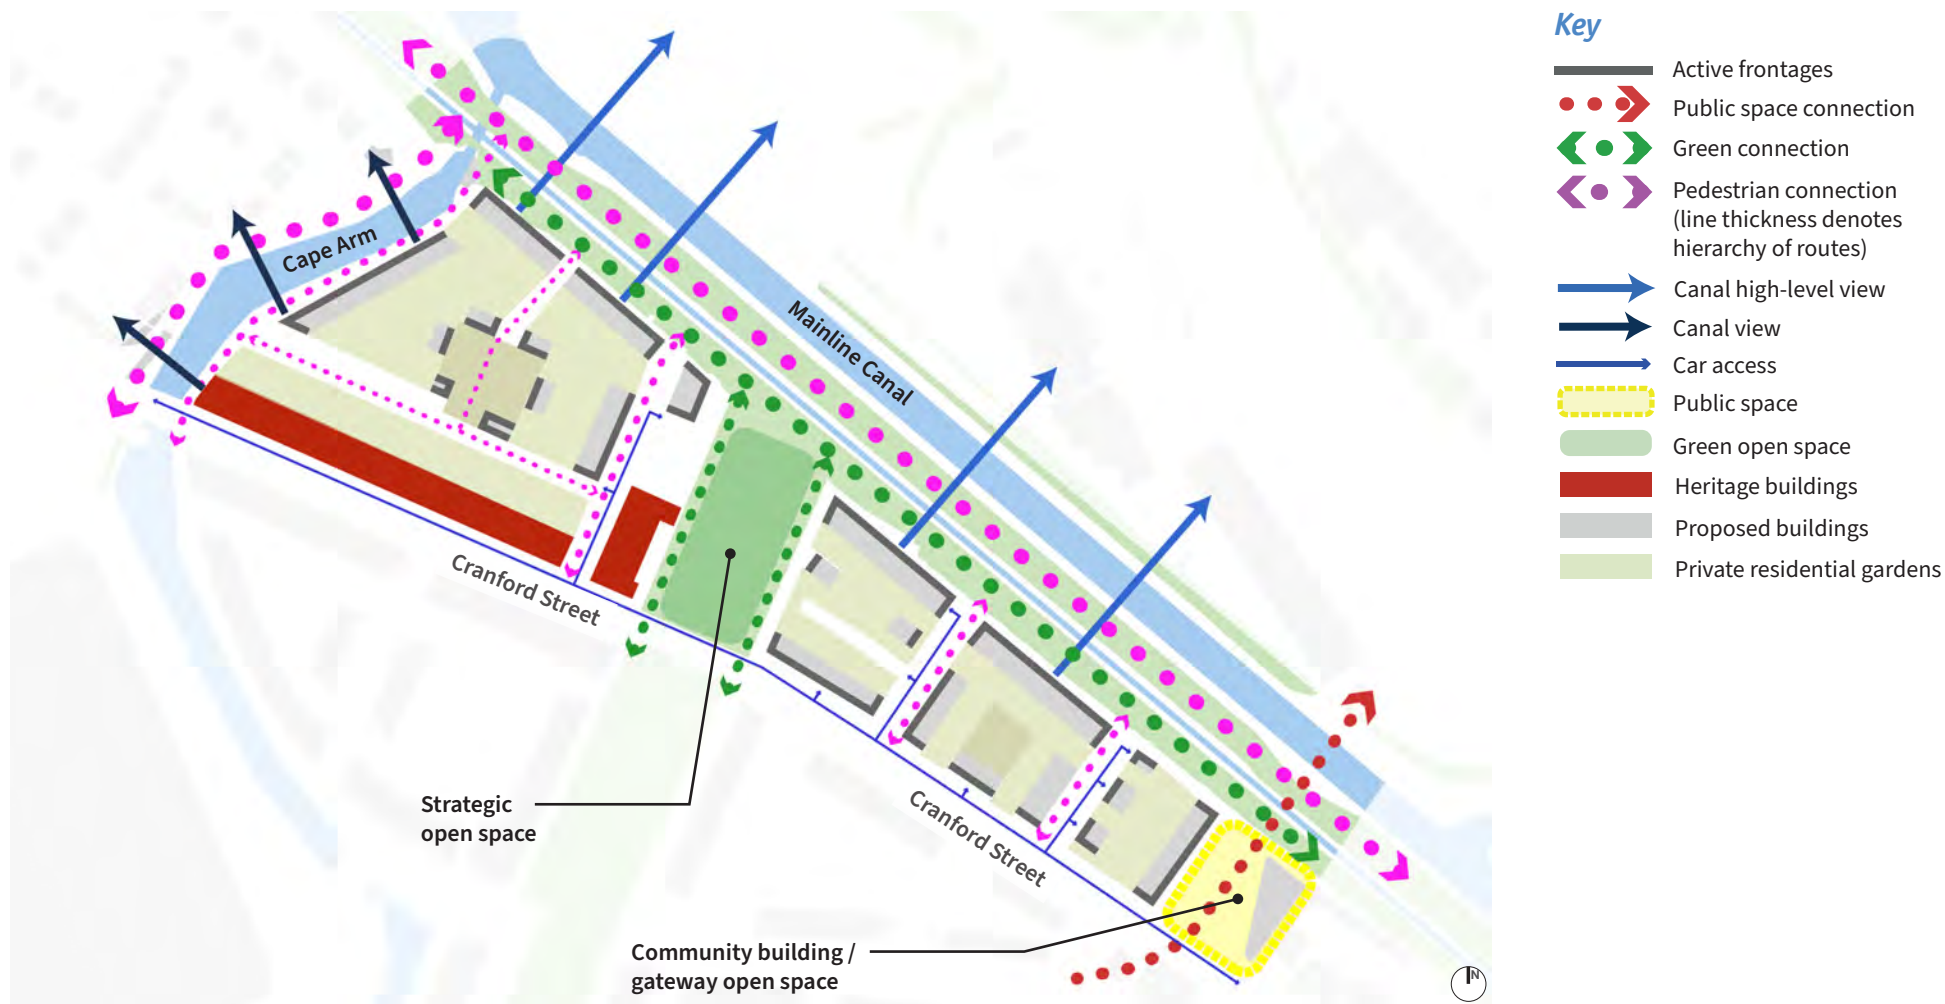 Key
Active frontages
Public space connection
Green connection
Pedestrian connection
(line thickness denotes
hierarchy of routes)
Canal high-level view
Canal view
Car access
Public space
Green open space
Heritage buildings
Proposed buildings
Private residential gardens
Cape Arm
Mainline Canal
Cranford Street
Strategic
open space
Cranford Street
Community building /
gateway open space
N